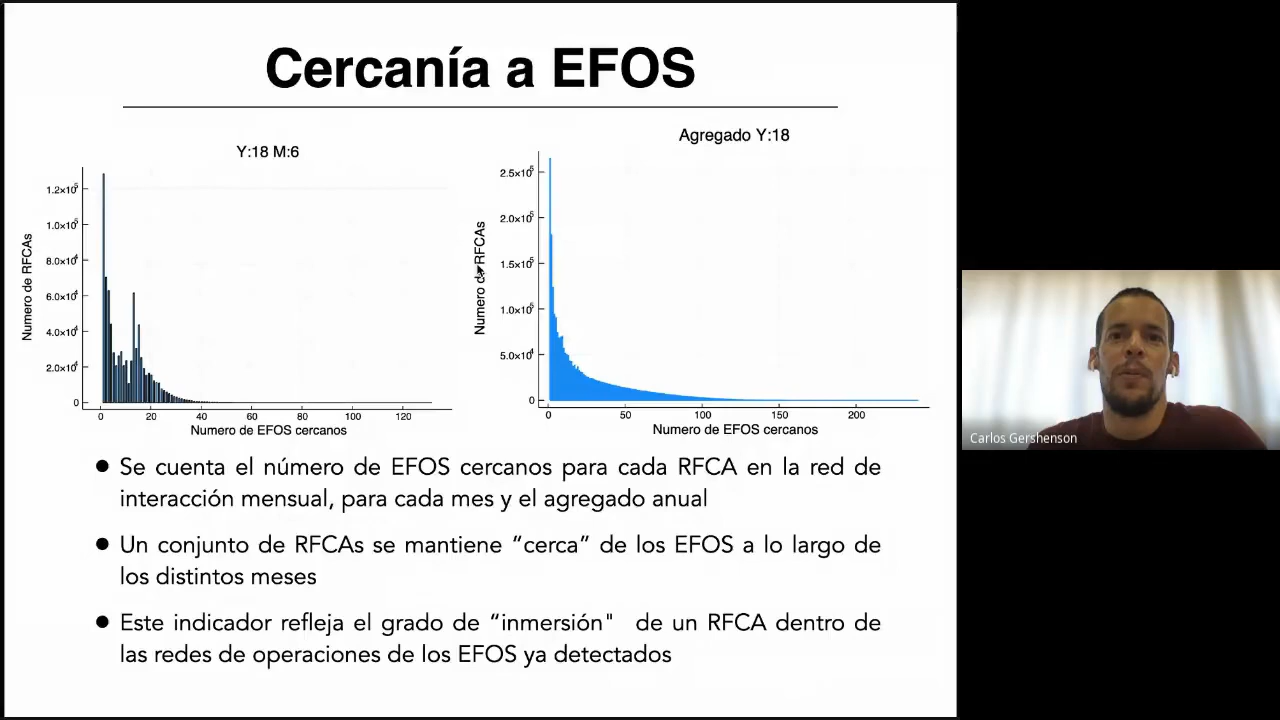 Cercanía a EFOS
Y:18 M:6
Numero de RFCAs
1.2×10⁵
1.0×10⁵
8.0×10⁴
6.0×10⁴
4.0×10⁴
2.0×10⁴
0
0 20 40 60 80 100 120
Numero de EFOS cercanos
Agregado Y:18
Numero de RFCAs
2.5×10⁵
2.0×10⁵
1.5×10⁵
1.0×10⁵
5.0×10⁴
0
0 50 100 150 200
Numero de EFOS cercanos
● Se cuenta el número de EFOS cercanos para cada RFCA en la red de
interacción mensual, para cada mes y el agregado anual
● Un conjunto de RFCAs se mantiene “cerca” de los EFOS a lo largo de
los distintos meses
● Este indicador refleja el grado de “inmersión" de un RFCA dentro de
las redes de operaciones de los EFOS ya detectados
Carlos Gershenson